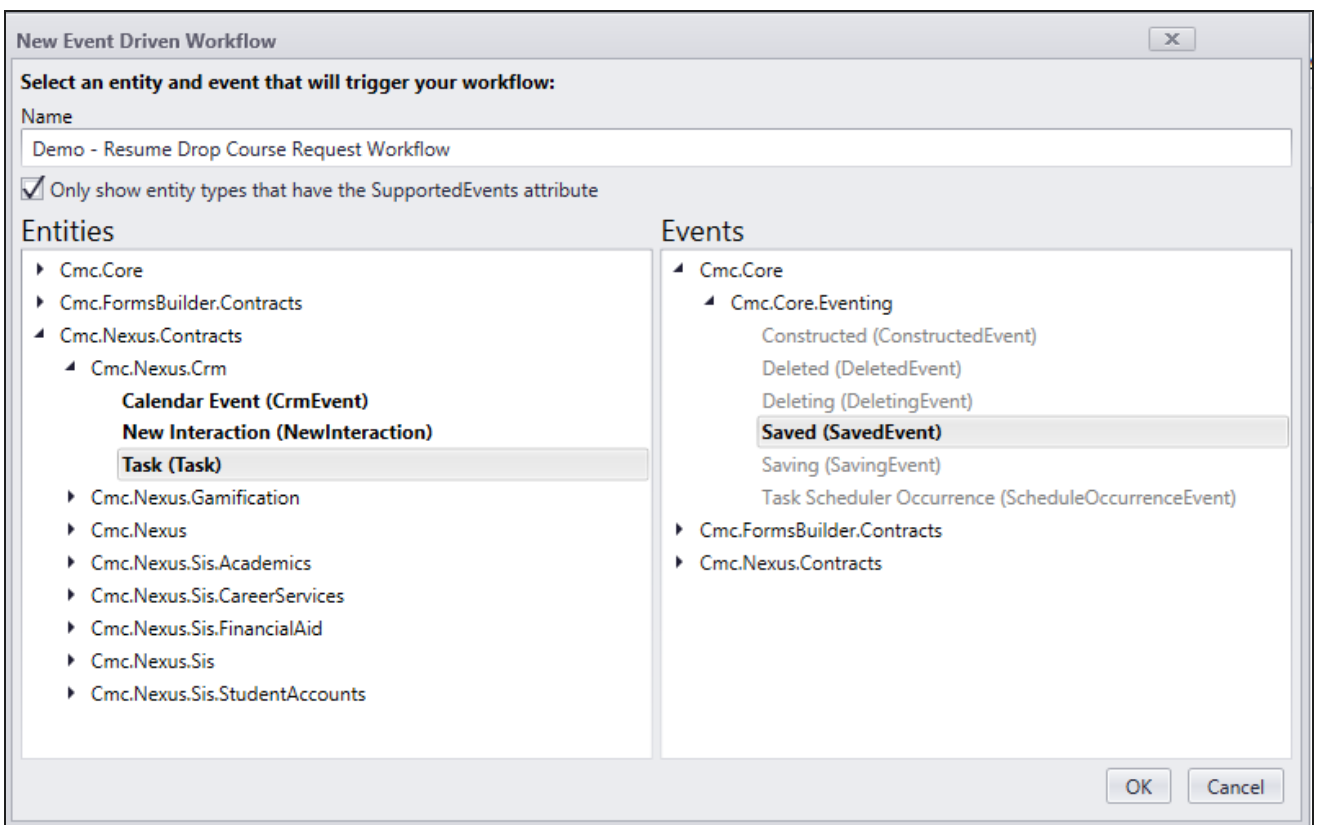 New Event Driven Workflow
Select an entity and event that will trigger your workflow:
Name
Demo - Resume Drop Course Request Workflow
Only show entity types that have the SupportedEvents attribute
Entities
Cmc.Core
Cmc.FormsBuilder.Contracts
Cmc.Nexus.Contracts
Cmc.Nexus.Crm
Calendar Event (CrmEvent)
New Interaction (NewInteraction)
Task (Task)
Cmc.Nexus.Gamification
Cmc.Nexus
Cmc.Nexus.Sis.Academics
Cmc.Nexus.Sis.CareerServices
Cmc.Nexus.Sis.FinancialAid
Cmc.Nexus.Sis
Cmc.Nexus.Sis.StudentAccounts
Events
Cmc.Core
Cmc.Core.Eventing
Constructed (ConstructedEvent)
Deleted (DeletedEvent)
Deleting (DeletingEvent)
Saved (SavedEvent)
Saving (SavingEvent)
Task Scheduler Occurrence (ScheduleOccurrenceEvent)
Cmc.FormsBuilder.Contracts
Cmc.Nexus.Contracts
OK Cancel